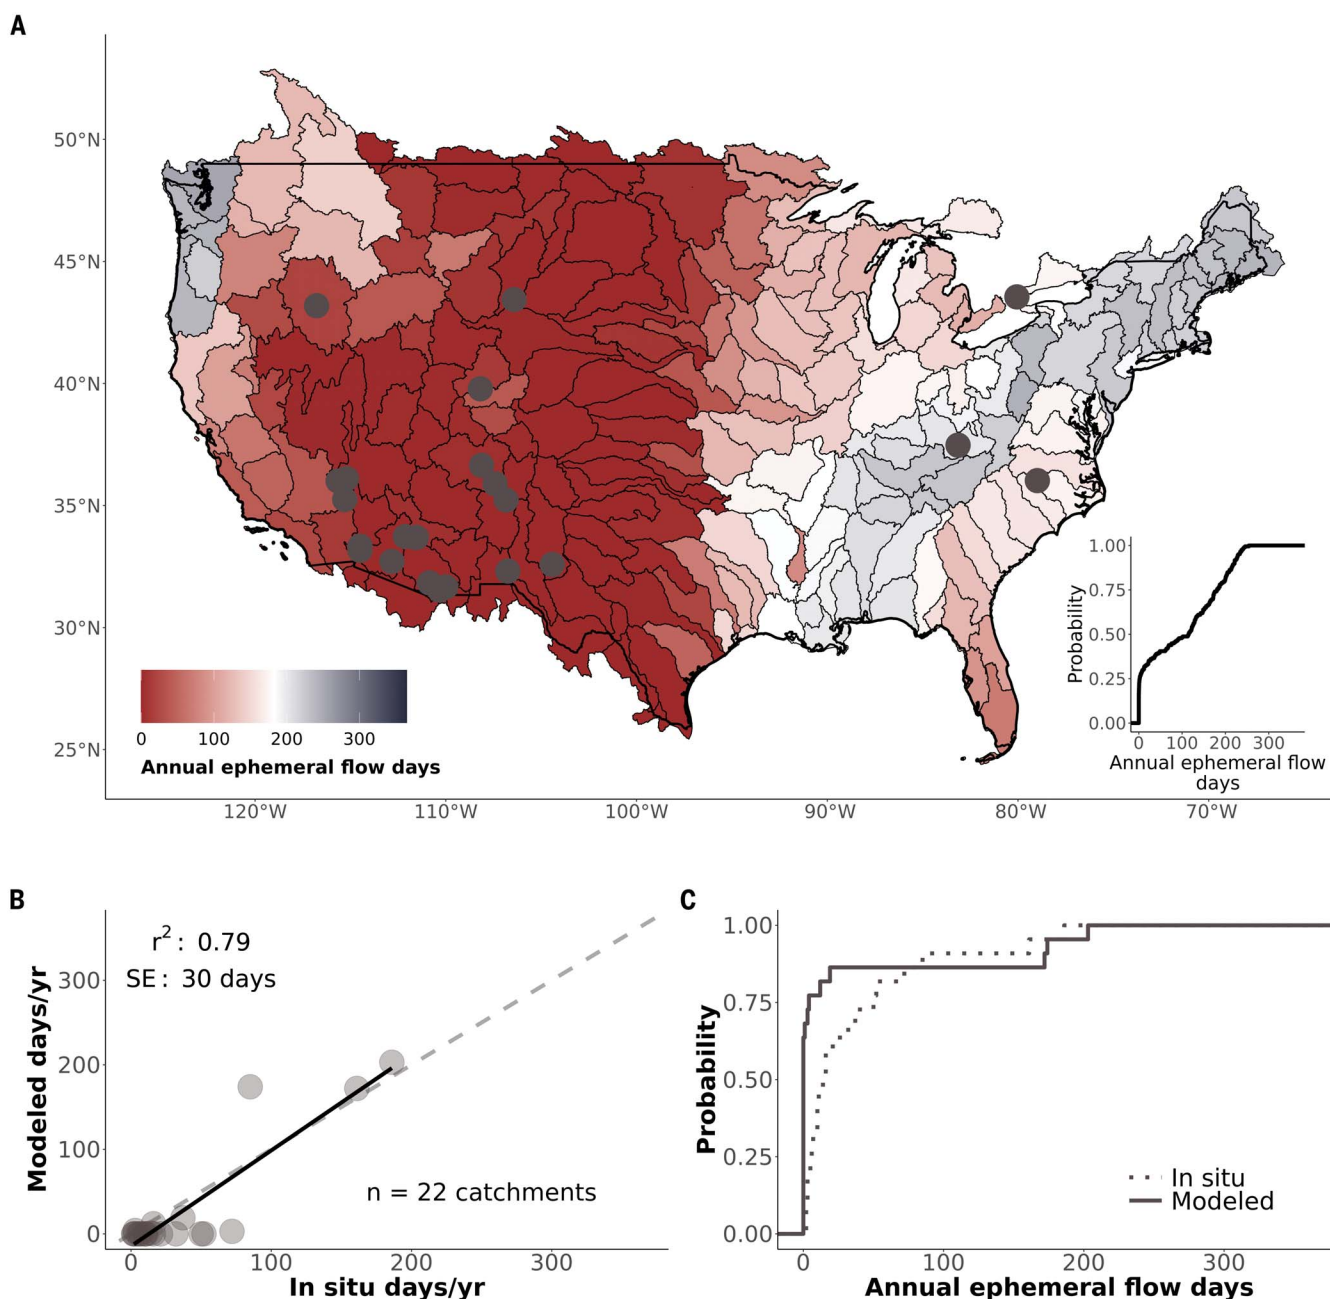 A
50°N
45°N
40°N
35°N
30°N
25°N
120°W 110°W 100°W 90°W 80°W 70°W
0 100 200 300
Annual ephemeral flow days
1.00
0.75
0.50
0.25
0.00
Probability
0 100 200 300
Annual ephemeral flow
days
B
r²: 0.79
SE: 30 days
n = 22 catchments
300
200
100
0
Modeled days/yr
0 100 200 300
In situ days/yr
C
1.00
0.75
0.50
0.25
0.00
Probability
In situ
Modeled
0 100 200 300
Annual ephemeral flow days